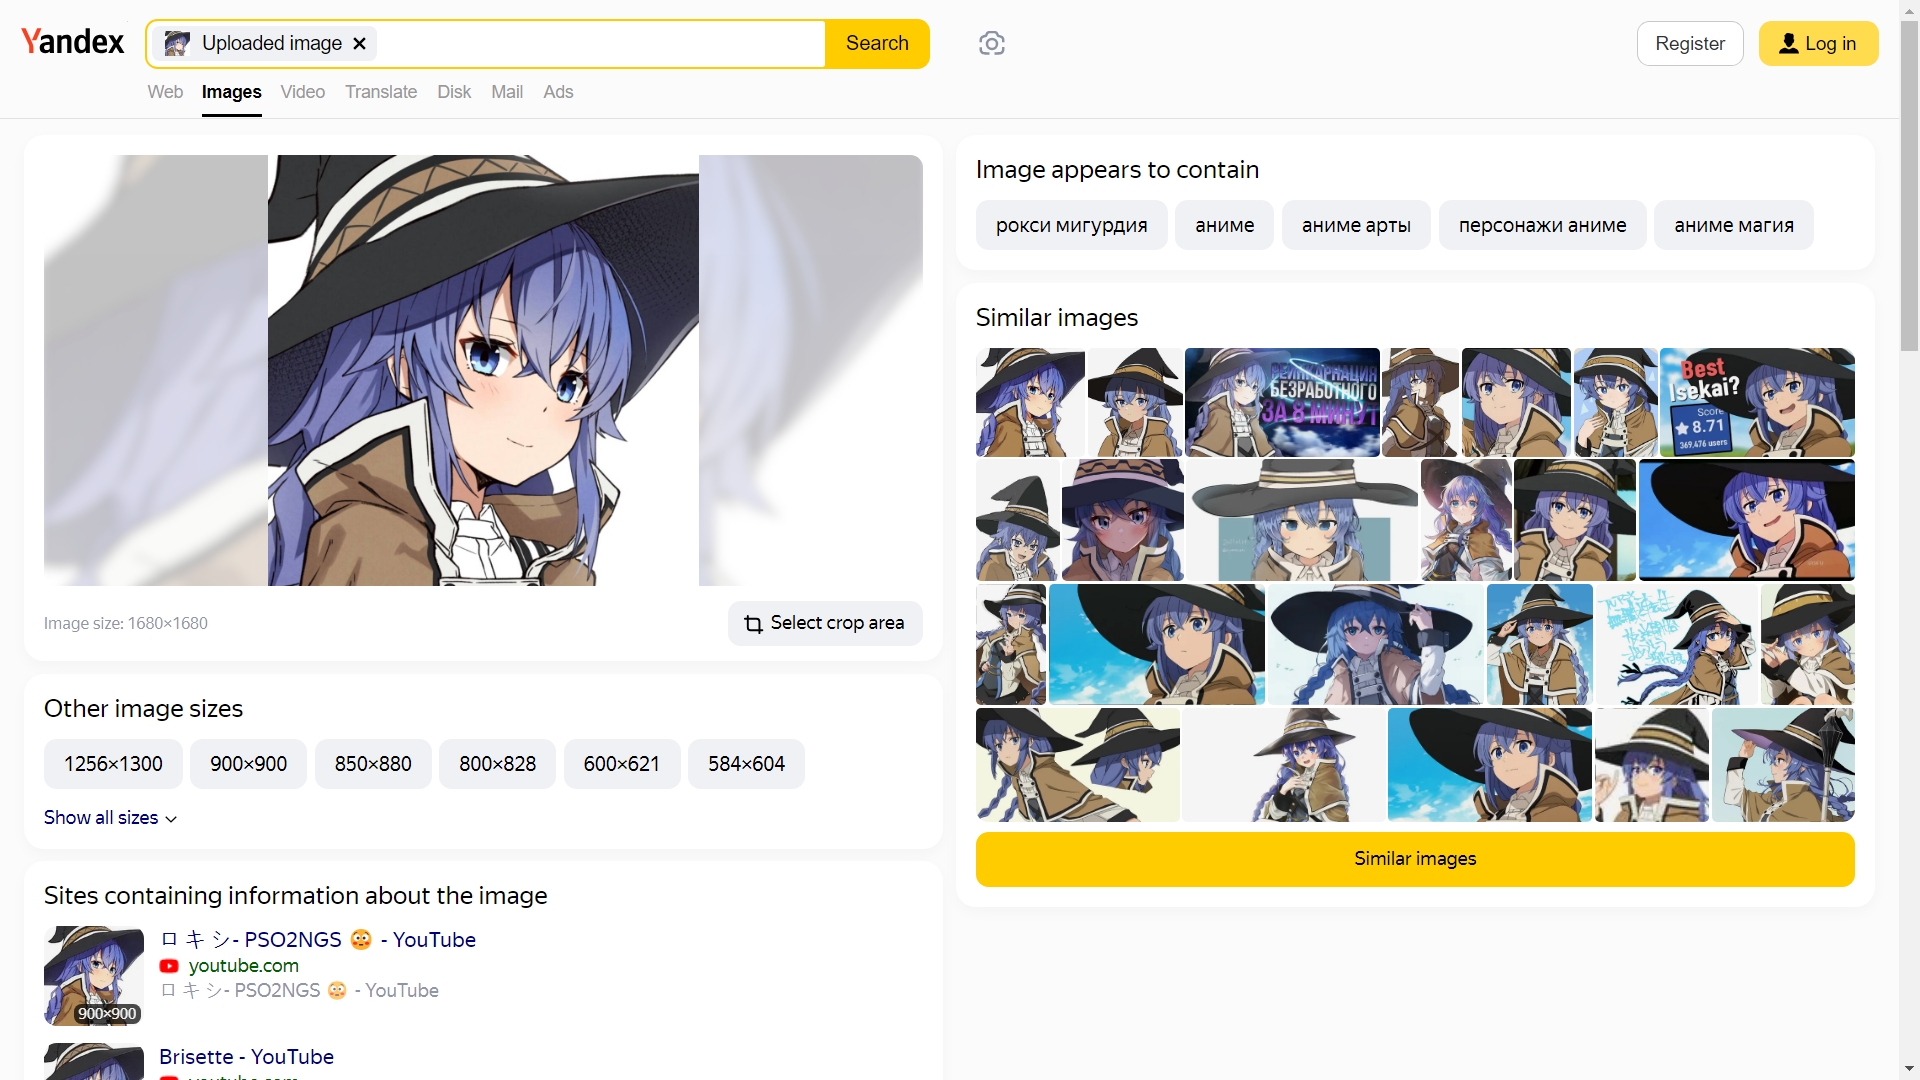 Yandex
Uploaded image
Search
Register
Log in
Web
Images
Video
Translate
Disk
Mail
Ads
Image size: 1680×1680
Select crop area
Other image sizes
1256×1300
900×900
850×880
800×828
600×621
584×604
Show all sizes
Sites containing information about the image
900×900
ロ キ シ- PSO2NGS 😳 - YouTube
youtube.com
ロ キ シ- PSO2NGS 😳 - YouTube
Brisette - YouTube
youtube.com
Image appears to contain
рокси мигурдия
аниме
аниме арты
персонажи аниме
аниме магия
Similar images
РЕИНКАРНАЦИЯ
БЕЗРАБОТНОГО
ЗА 8 МИНУТ
Best
Isekai?
Score
8.71
369.476 users
Similar images